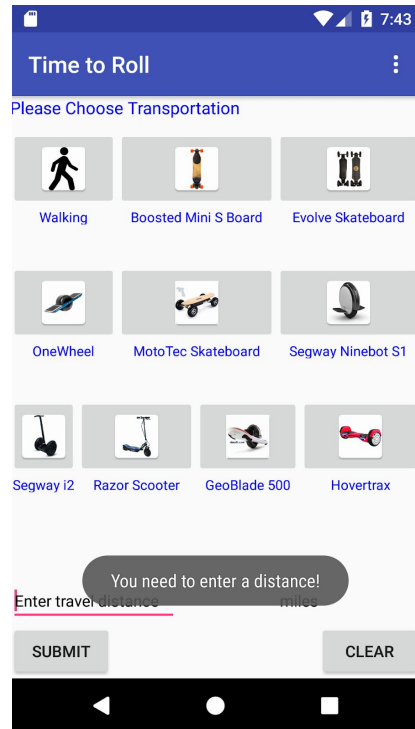 7:43
Time to Roll
Please Choose Transportation
Walking Boosted Mini S Board Evolve Skateboard
OneWheel MotoTec Skateboard Segway Ninebot S1
Segway i2 Razor Scooter GeoBlade 500 Hovertrax
You need to enter a distance!
Enter travel distance miles
SUBMIT CLEAR